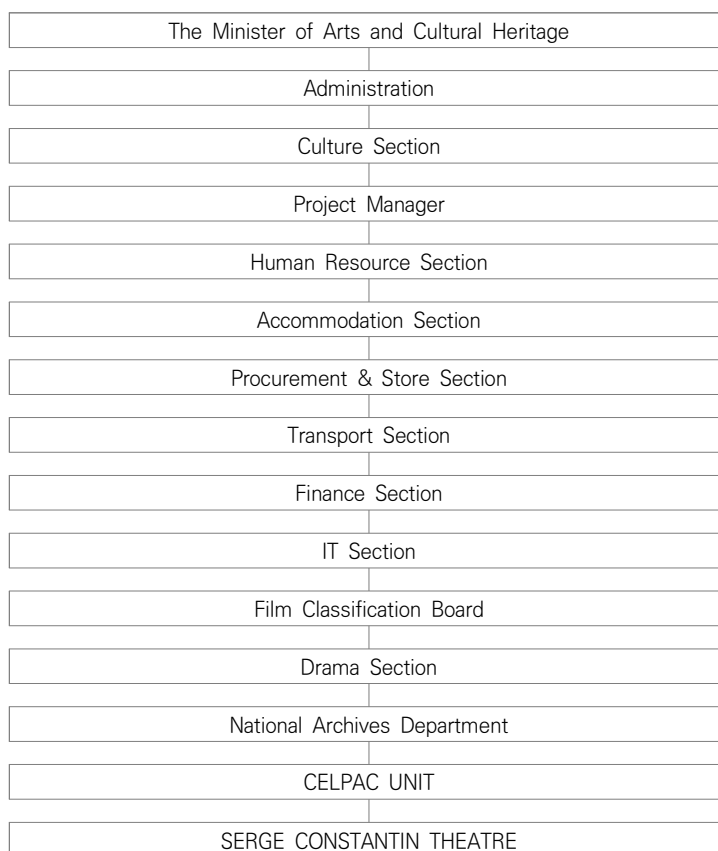 The Minister of Arts and Cultural Heritage
Administration
Culture Section
Project Manager
Human Resource Section
Accommodation Section
Procurement & Store Section
Transport Section
Finance Section
IT Section
Film Classification Board
Drama Section
National Archives Department
CELPAC UNIT
SERGE CONSTANTIN THEATRE